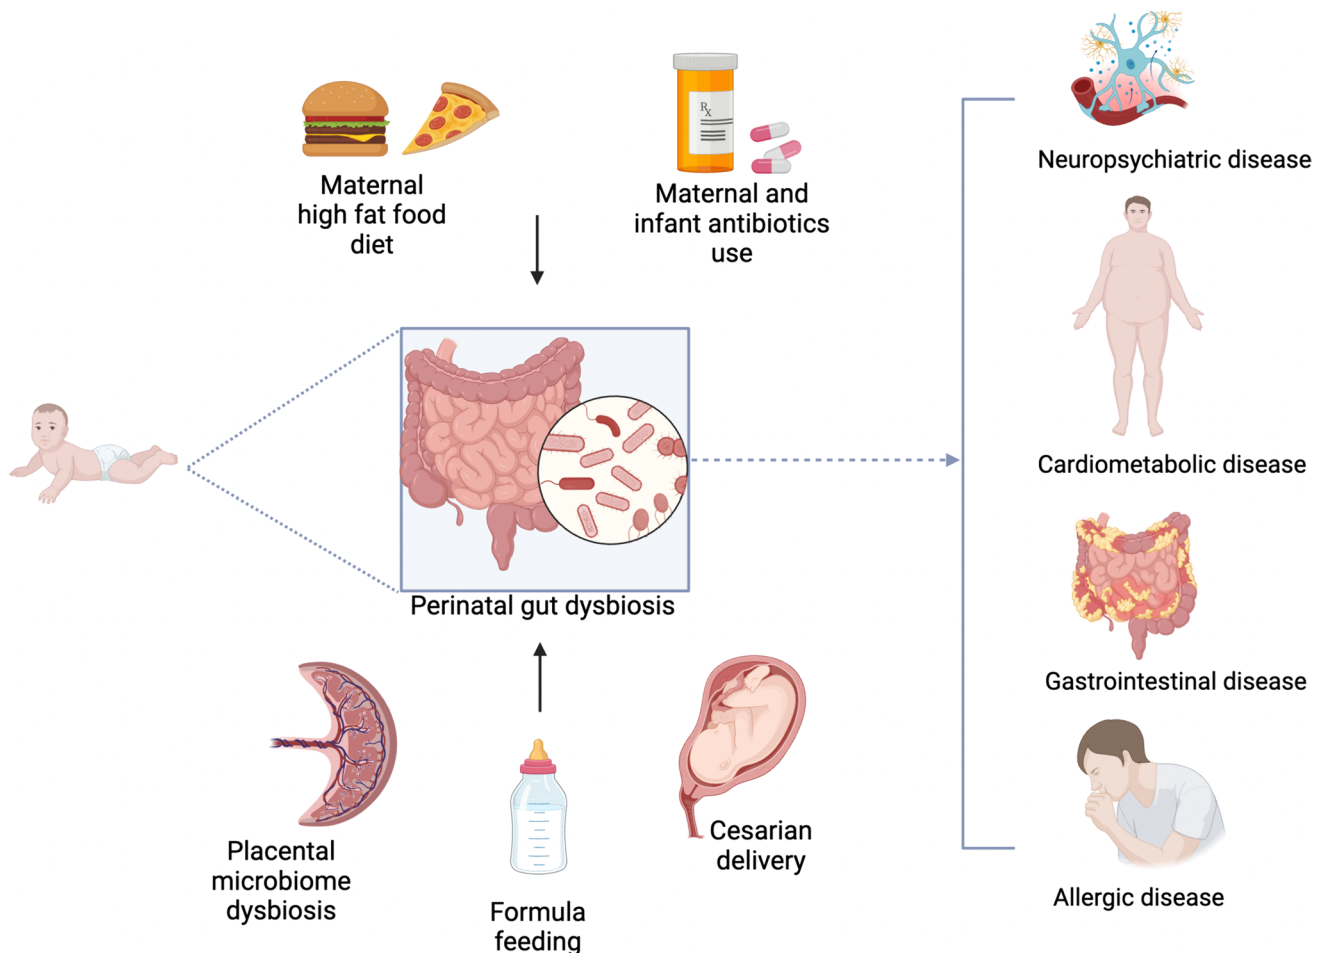 Maternal
high fat food
diet
Rx
Maternal and
infant antibiotics
use
Neuropsychiatric disease
Cardiometabolic disease
Perinatal gut dysbiosis
Gastrointestinal disease
Placental
microbiome
dysbiosis
Formula
feeding
Cesarian
delivery
Allergic disease